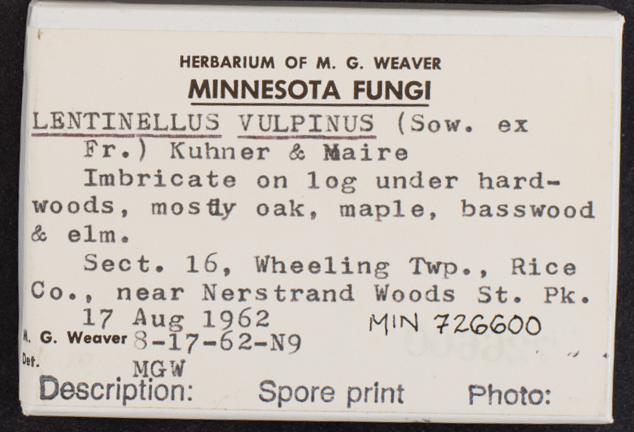 HERBARIUM OF M. G. WEAVER
MINNESOTA FUNGI
LENTINELLUS VULPINUS (Sow. ex
Fr.) Kuhner & Maire
Imbricate on log under hard-
woods, mostly oak, maple, basswood
& elm.
Sect. 16, Wheeling Twp., Rice
Co., near Nerstrand Woods St. Pk.
17 Aug 1962 MIN 726600
M. G. Weaver 8-17-62-N9
Det. MGW
Description: Spore print Photo: